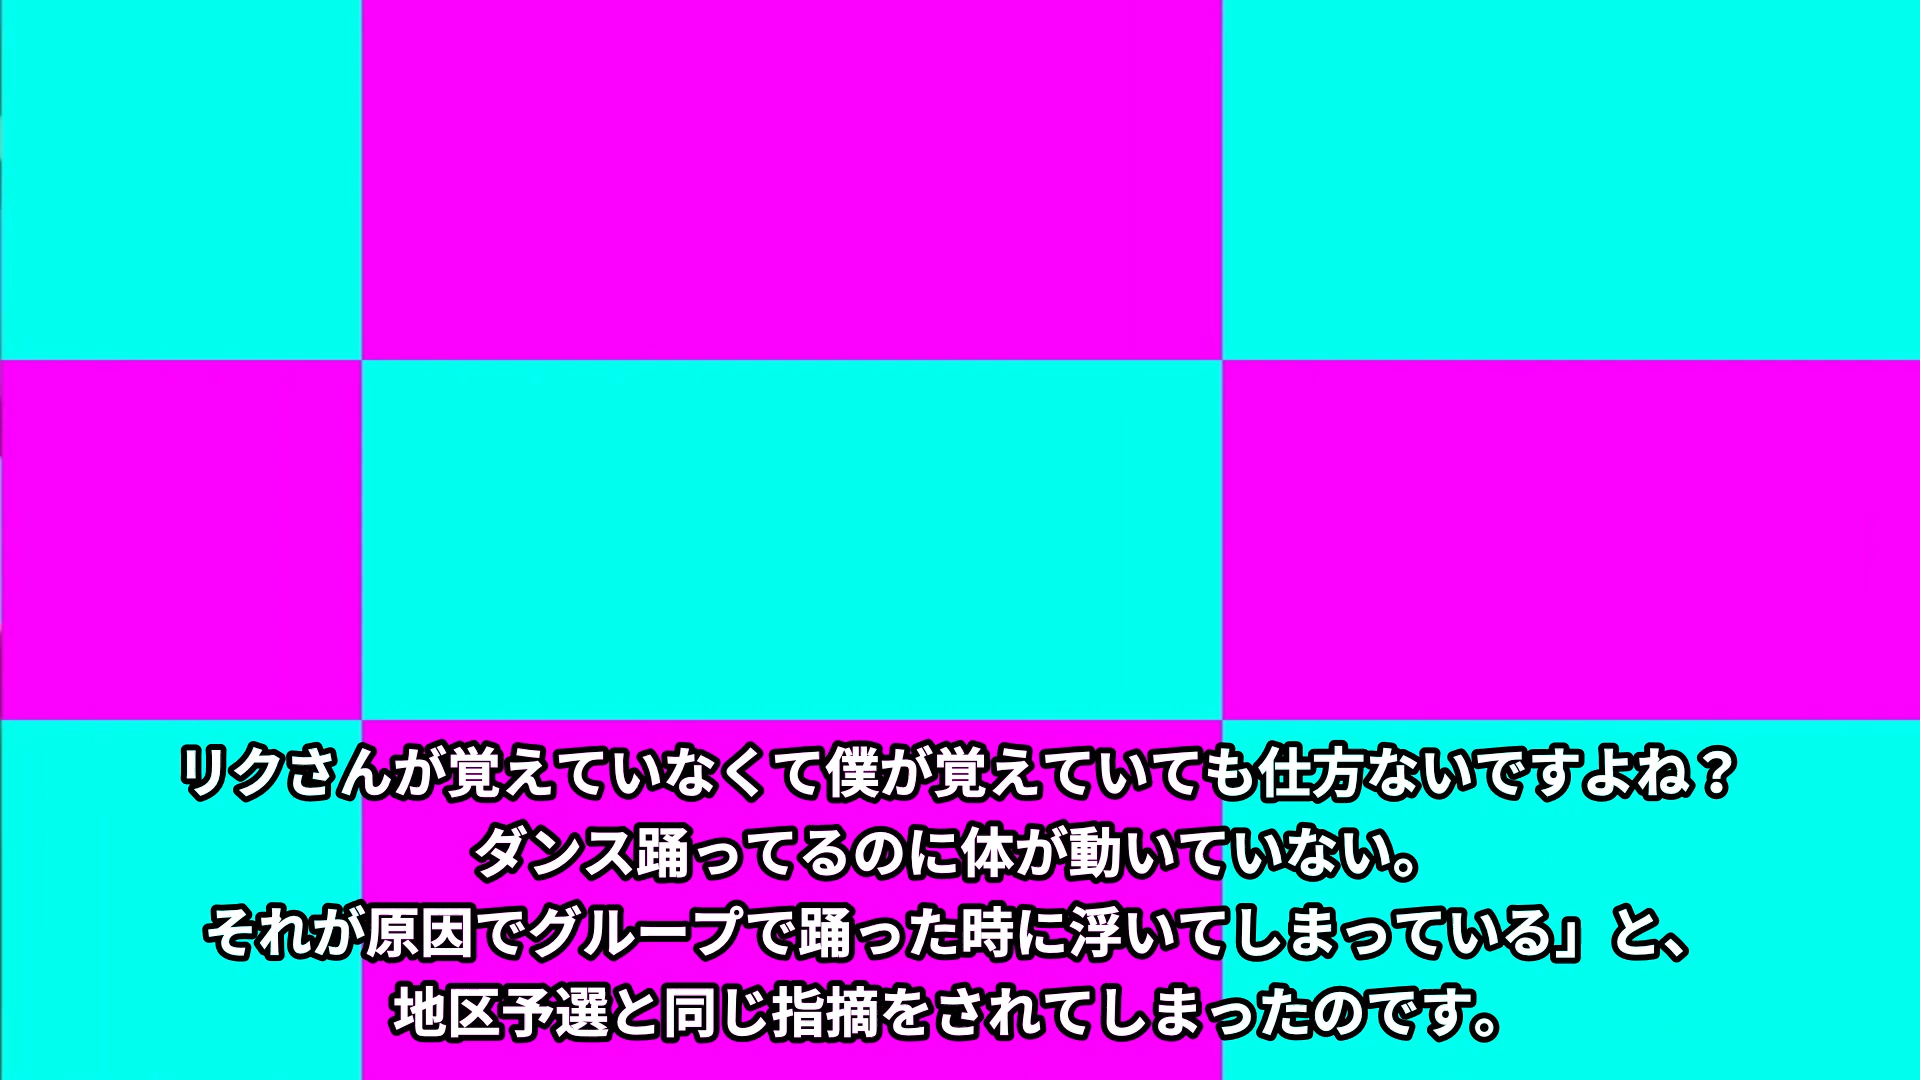 リクさんが覚えていなくて僕が覚えていても仕方ないですよね？
ダンス踊ってるのに体が動いていない。
それが原因でグループで踊った時に浮いてしまっている」と、
地区予選と同じ指摘をされてしまったのです。